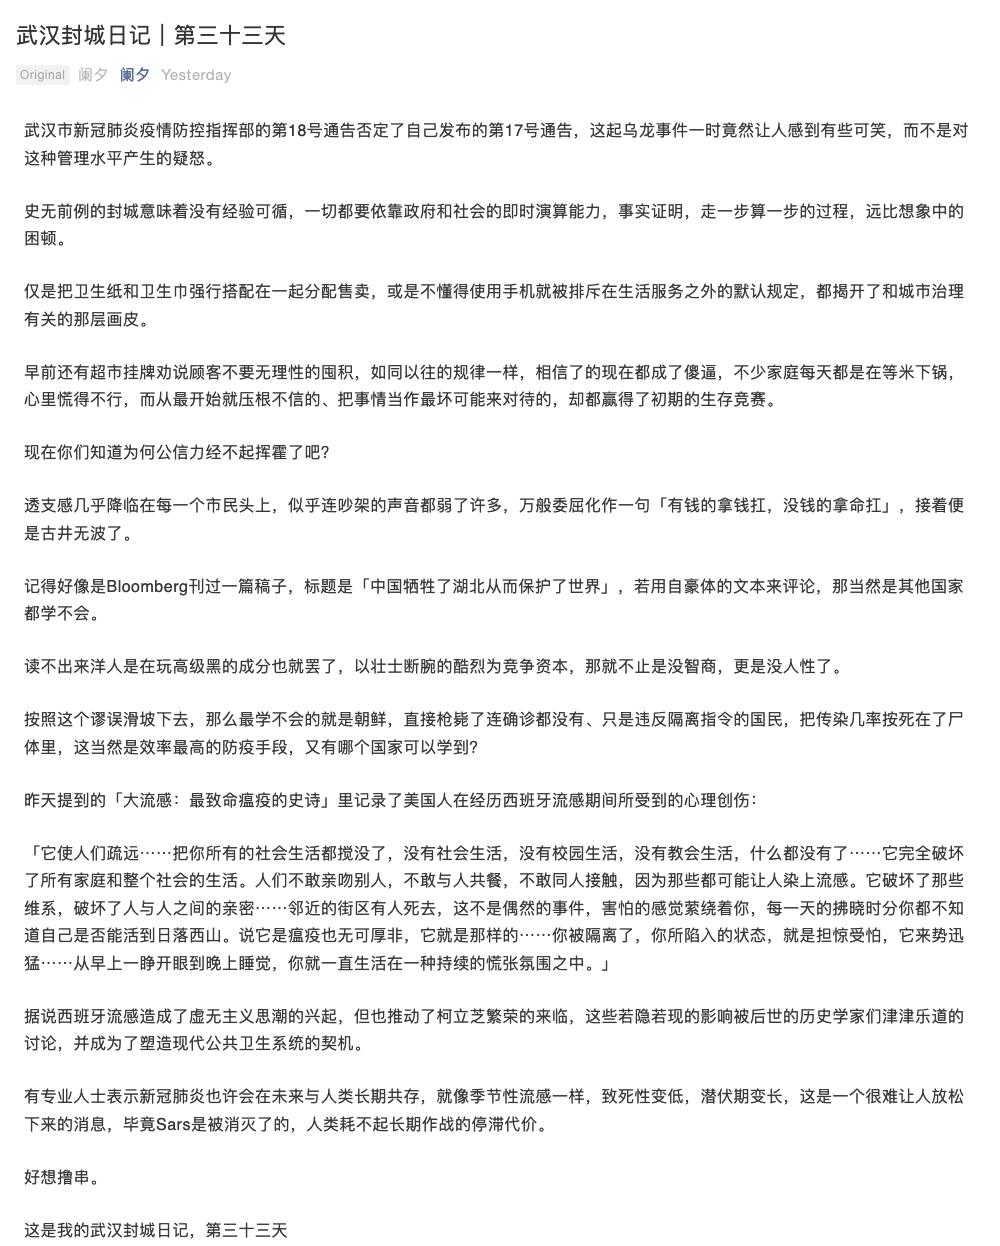 武汉封城日记｜第三十三天
Original 阑夕 阑夕 Yesterday
武汉市新冠肺炎疫情防控指挥部的第18号通告否定了自己发布的第17号通告，这起乌龙事件一时竟然让人感到有些可笑，而不是对
这种管理水平产生的疑怒。
史无前例的封城意味着没有经验可循，一切都要依靠政府和社会的即时演算能力，事实证明，走一步算一步的过程，远比想象中的
困顿。
仅是把卫生纸和卫生巾强行搭配在一起分配售卖，或是不懂得使用手机就被排斥在生活服务之外的默认规定，都揭开了和城市治理
有关的那层画皮。
早前还有超市挂牌劝说顾客不要无理性的囤积，如同以往的规律一样，相信了的现在都成了傻逼，不少家庭每天都是在等米下锅，
心里慌得不行，而从最开始就压根不信的、把事情当作最坏可能来对待的，却都赢得了初期的生存竞赛。
现在你们知道为何公信力经不起挥霍了吧？
透支感几乎降临在每一个市民头上，似乎连吵架的声音都弱了许多，万般委屈化作一句「有钱的拿钱扛，没钱的拿命扛」，接着便
是古井无波了。
记得好像是Bloomberg刊过一篇稿子，标题是「中国牺牲了湖北从而保护了世界」，若用自豪体的文本来评论，那当然是其他国家
都学不会。
读不出来洋人是在玩高级黑的成分也就罢了，以壮士断腕的酷烈为竞争资本，那就不止是没智商，更是没人性了。
按照这个谬误滑坡下去，那么最学不会的就是朝鲜，直接枪毙了连确诊都没有、只是违反隔离指令的国民，把传染几率按死在了尸
体里，这当然是效率最高的防疫手段，又有哪个国家可以学到？
昨天提到的「大流感：最致命瘟疫的史诗」里记录了美国人在经历西班牙流感期间所受到的心理创伤：
「它使人们疏远……把你所有的社会生活都搅没了，没有社会生活，没有校园生活，没有教会生活，什么都没有了……它完全破坏
了所有家庭和整个社会的生活。人们不敢亲吻别人，不敢与人共餐，不敢同人接触，因为那些都可能让人染上流感。它破坏了那些
维系，破坏了人与人之间的亲密……邻近的街区有人死去，这不是偶然的事件，害怕的感觉萦绕着你，每一天的拂晓时分你都不知
道自己是否能活到日落西山。说它是瘟疫也无可厚非，它就是那样的……你被隔离了，你所陷入的状态，就是担惊受怕，它来势迅
猛……从早上一睁开眼到晚上睡觉，你就一直生活在一种持续的慌张氛围之中。」
据说西班牙流感造成了虚无主义思潮的兴起，但也推动了柯立芝繁荣的来临，这些若隐若现的影响被后世的历史学家们津津乐道的
讨论，并成为了塑造现代公共卫生系统的契机。
有专业人士表示新冠肺炎也许会在未来与人类长期共存，就像季节性流感一样，致死性变低，潜伏期变长，这是一个很难让人放松
下来的消息，毕竟Sars是被消灭了的，人类耗不起长期作战的停滞代价。
好想撸串。
这是我的武汉封城日记，第三十三天